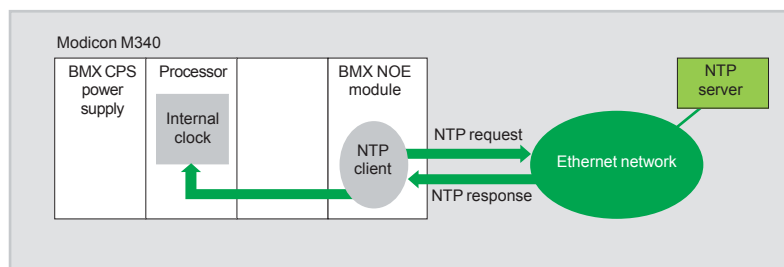 Modicon M340
BMX CPS
power
supply
Processor
BMX NOE
module
NTP
server
Internal
clock
NTP
client
NTP request
Ethernet network
NTP response